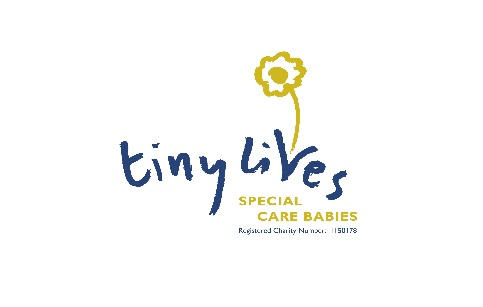 tiny lives
SPECIAL
CARE BABIES
Registered Charity Number: 1150178